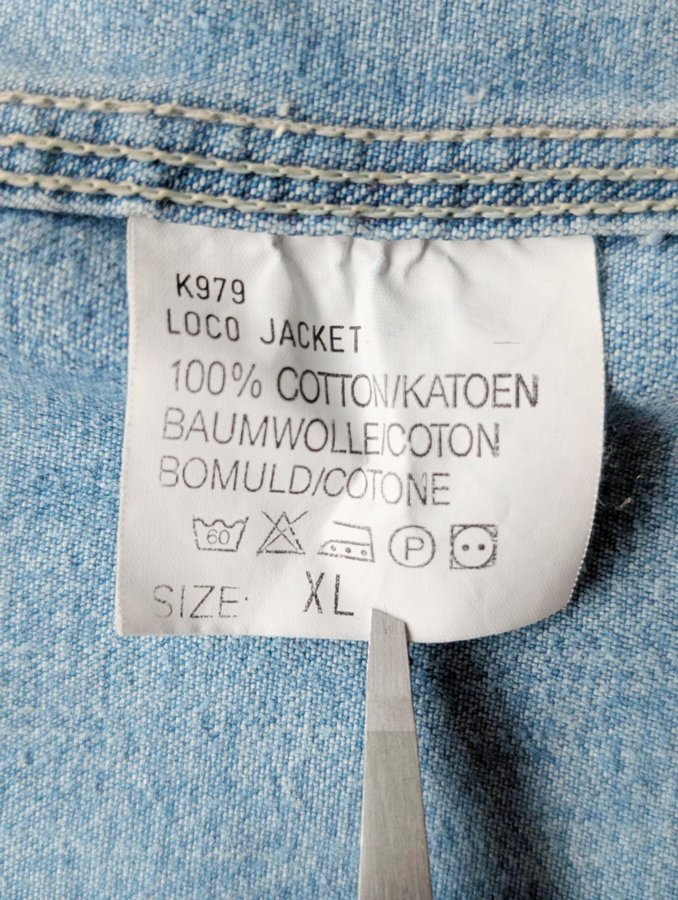 K979
LOCO JACKET
100% COTTON/KATOEN
BAUMWOLLE/COTON
BOMULD/COTONE
60 P
SIZE: XL